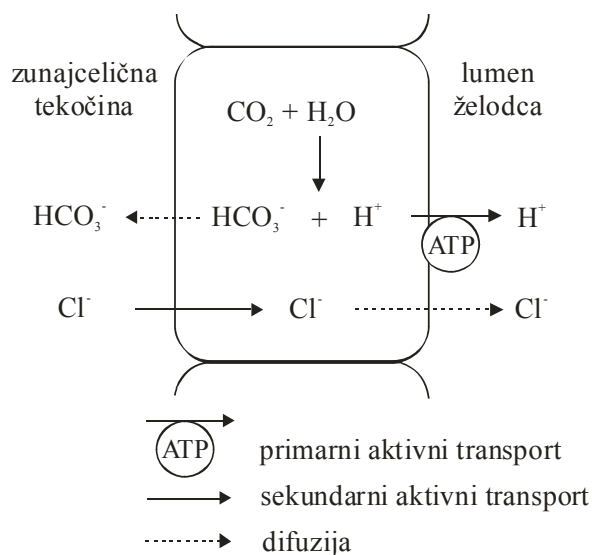 zunajcelična
tekočina
lumen
želodca
CO₂ + H₂O
HCO₃⁻
HCO₃⁻ + H⁺
H⁺
ATP
Cl⁻
Cl⁻
Cl⁻
ATP
primarni aktivni transport
sekundarni aktivni transport
difuzija